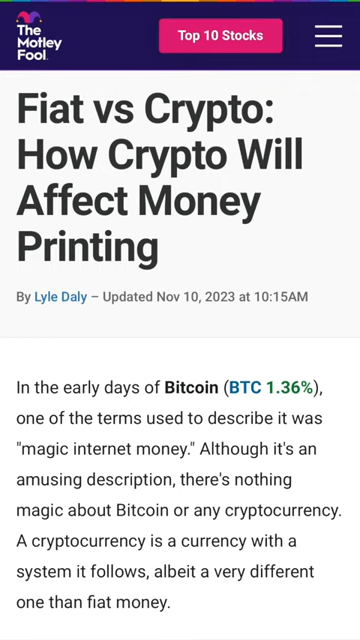 The
Motley
Fool.
Top 10 Stocks
Fiat vs Crypto:
How Crypto Will
Affect Money
Printing
By Lyle Daly – Updated Nov 10, 2023 at 10:15AM
In the early days of Bitcoin (BTC 1.36%),
one of the terms used to describe it was
"magic internet money." Although it's an
amusing description, there's nothing
magic about Bitcoin or any cryptocurrency.
A cryptocurrency is a currency with a
system it follows, albeit a very different
one than fiat money.